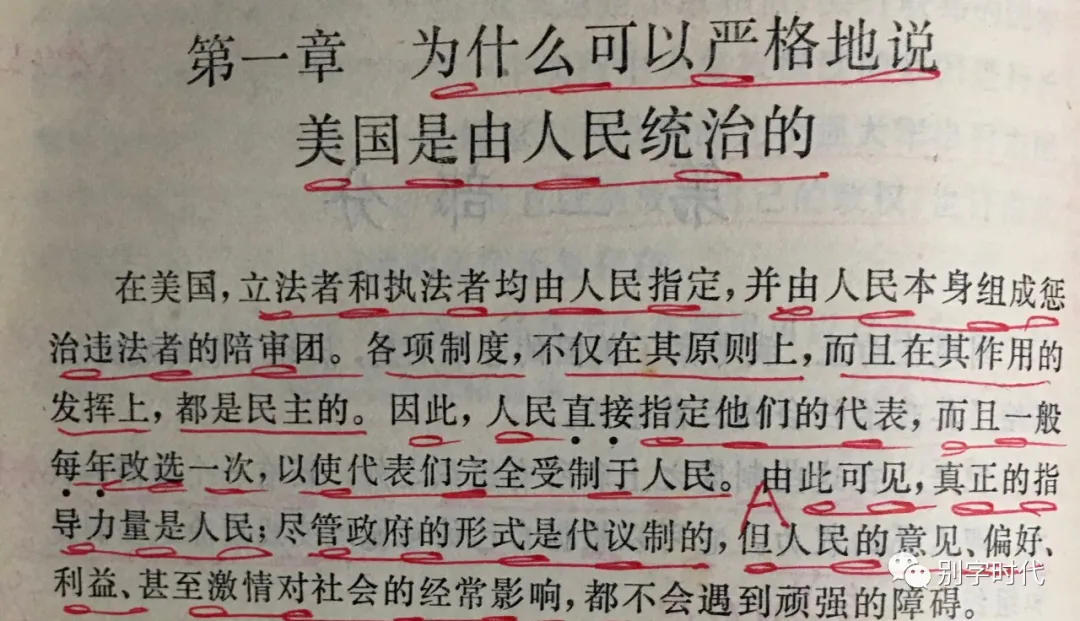 第一章 为什么可以严格地说
美国是由人民统治的
第二部分
在美国,立法者和执法者均由人民指定,并由人民本身组成惩
治违法者的陪审团。各项制度,不仅在其原则上,而且在其作用的
发挥上,都是民主的。因此,人民直接指定他们的代表,而且一般
每年改选一次,以使代表们完全受制于人民。由此可见,真正的指
导力量是人民;尽管政府的形式是代议制的,但人民的意见、偏好、
利益、甚至激情对社会的经常影响,都不会遇到顽强的障碍。
A
别字时代